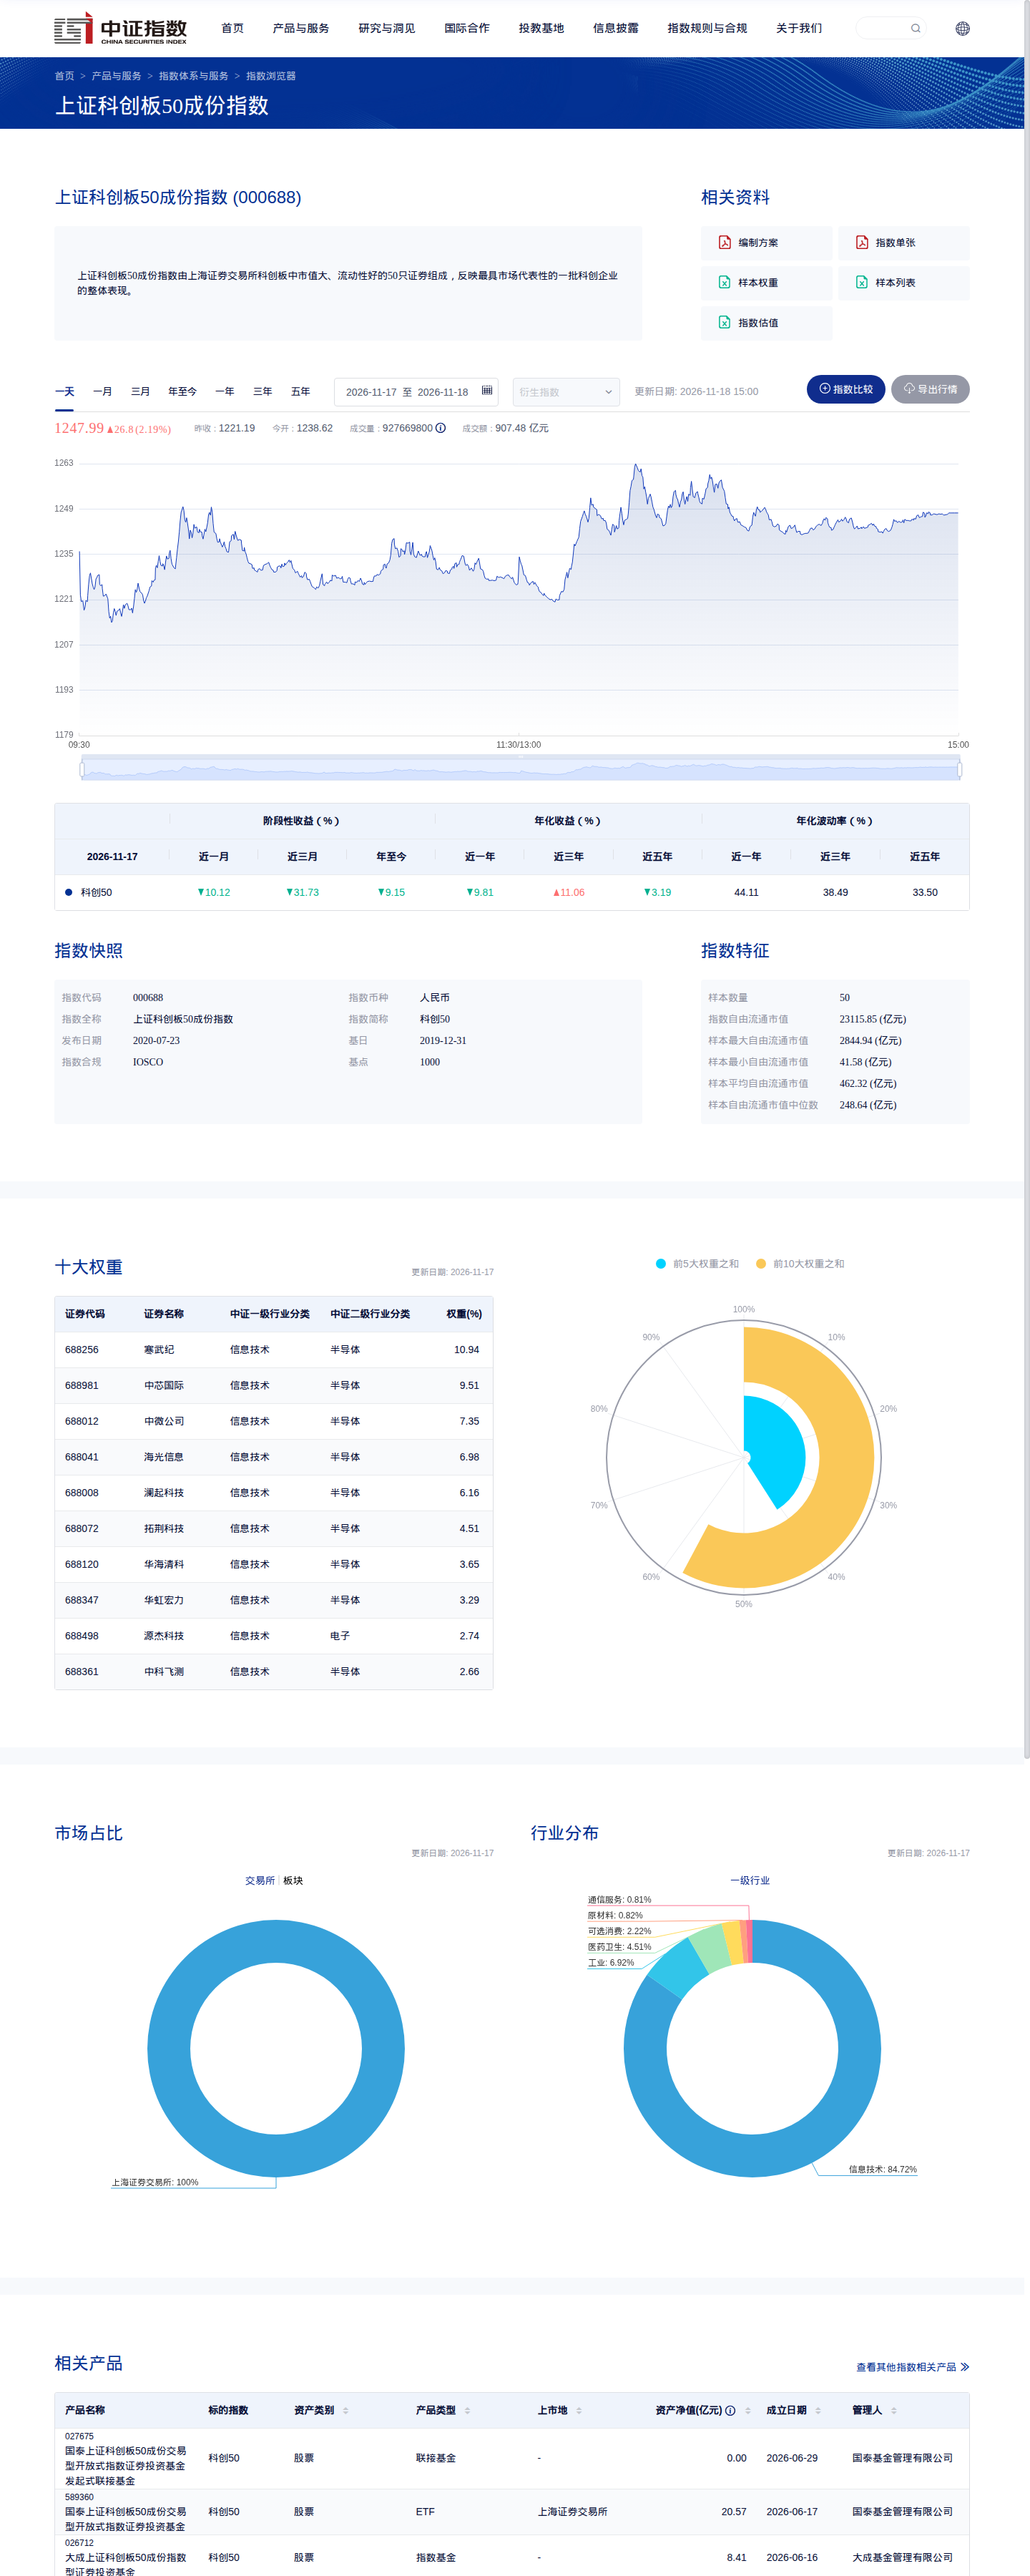 中证指数
CHINA SECURITIES INDEX
首页 产品与服务 研究与洞见 国际合作 投教基地 信息披露 指数规则与合规 关于我们
首页 > 产品与服务 > 指数体系与服务 > 指数浏览器
上证科创板50成份指数
上证科创板50成份指数 (000688)
相关资料
上证科创板50成份指数由上海证券交易所科创板中市值大、流动性好的50只证券组成，反映最具市场代表性的一批科创企业
的整体表现。
编制方案 指数单张
样本权重 样本列表
指数估值
一天 一月 三月 年至今 一年 三年 五年 2026-11-17 至 2026-11-18 衍生指数 更新日期: 2026-11-18 15:00 指数比较 导出行情
1247.99 ▲26.8 (2.19%) 昨收：1221.19 今开：1238.62 成交量：927669800 成交额：907.48 亿元
1263
1249
1235
1221
1207
1193
1179
09:30 11:30/13:00 15:00
阶段性收益（%） 年化收益（%） 年化波动率（%）
2026-11-17 近一月 近三月 年至今 近一年 近三年 近五年 近一年 近三年 近五年
科创50 ▼10.12 ▼31.73 ▼9.15 ▼9.81 ▲11.06 ▼3.19 44.11 38.49 33.50
指数快照
指数代码 000688 指数币种 人民币
指数全称 上证科创板50成份指数 指数简称 科创50
发布日期 2020-07-23 基日 2019-12-31
指数合规 IOSCO 基点 1000
指数特征
样本数量 50
指数自由流通市值 23115.85 (亿元)
样本最大自由流通市值 2844.94 (亿元)
样本最小自由流通市值 41.58 (亿元)
样本平均自由流通市值 462.32 (亿元)
样本自由流通市值中位数 248.64 (亿元)
十大权重
更新日期: 2026-11-17
证券代码 证券名称 中证一级行业分类 中证二级行业分类 权重(%)
688256 寒武纪 信息技术 半导体 10.94
688981 中芯国际 信息技术 半导体 9.51
688012 中微公司 信息技术 半导体 7.35
688041 海光信息 信息技术 半导体 6.98
688008 澜起科技 信息技术 半导体 6.16
688072 拓荆科技 信息技术 半导体 4.51
688120 华海清科 信息技术 半导体 3.65
688347 华虹宏力 信息技术 半导体 3.29
688498 源杰科技 信息技术 电子 2.74
688361 中科飞测 信息技术 半导体 2.66
前5大权重之和 前10大权重之和
100%
90% 10%
80% 20%
70% 30%
60% 40%
50%
市场占比
更新日期: 2026-11-17
交易所 | 板块
上海证券交易所: 100%
行业分布
更新日期: 2026-11-17
一级行业
通信服务: 0.81%
原材料: 0.82%
可选消费: 2.22%
医药卫生: 4.51%
工业: 6.92%
信息技术: 84.72%
相关产品
查看其他指数相关产品
产品名称 标的指数 资产类别 产品类型 上市地 资产净值(亿元) 成立日期 管理人
027675
国泰上证科创板50成份交易
型开放式指数证券投资基金
发起式联接基金
科创50 股票 联接基金 - 0.00 2026-06-29 国泰基金管理有限公司
589360
国泰上证科创板50成份交易
型开放式指数证券投资基金
科创50 股票 ETF 上海证券交易所 20.57 2026-06-17 国泰基金管理有限公司
026712
大成上证科创板50成份指数
型证券投资基金
科创50 股票 指数基金 - 8.41 2026-06-16 大成基金管理有限公司